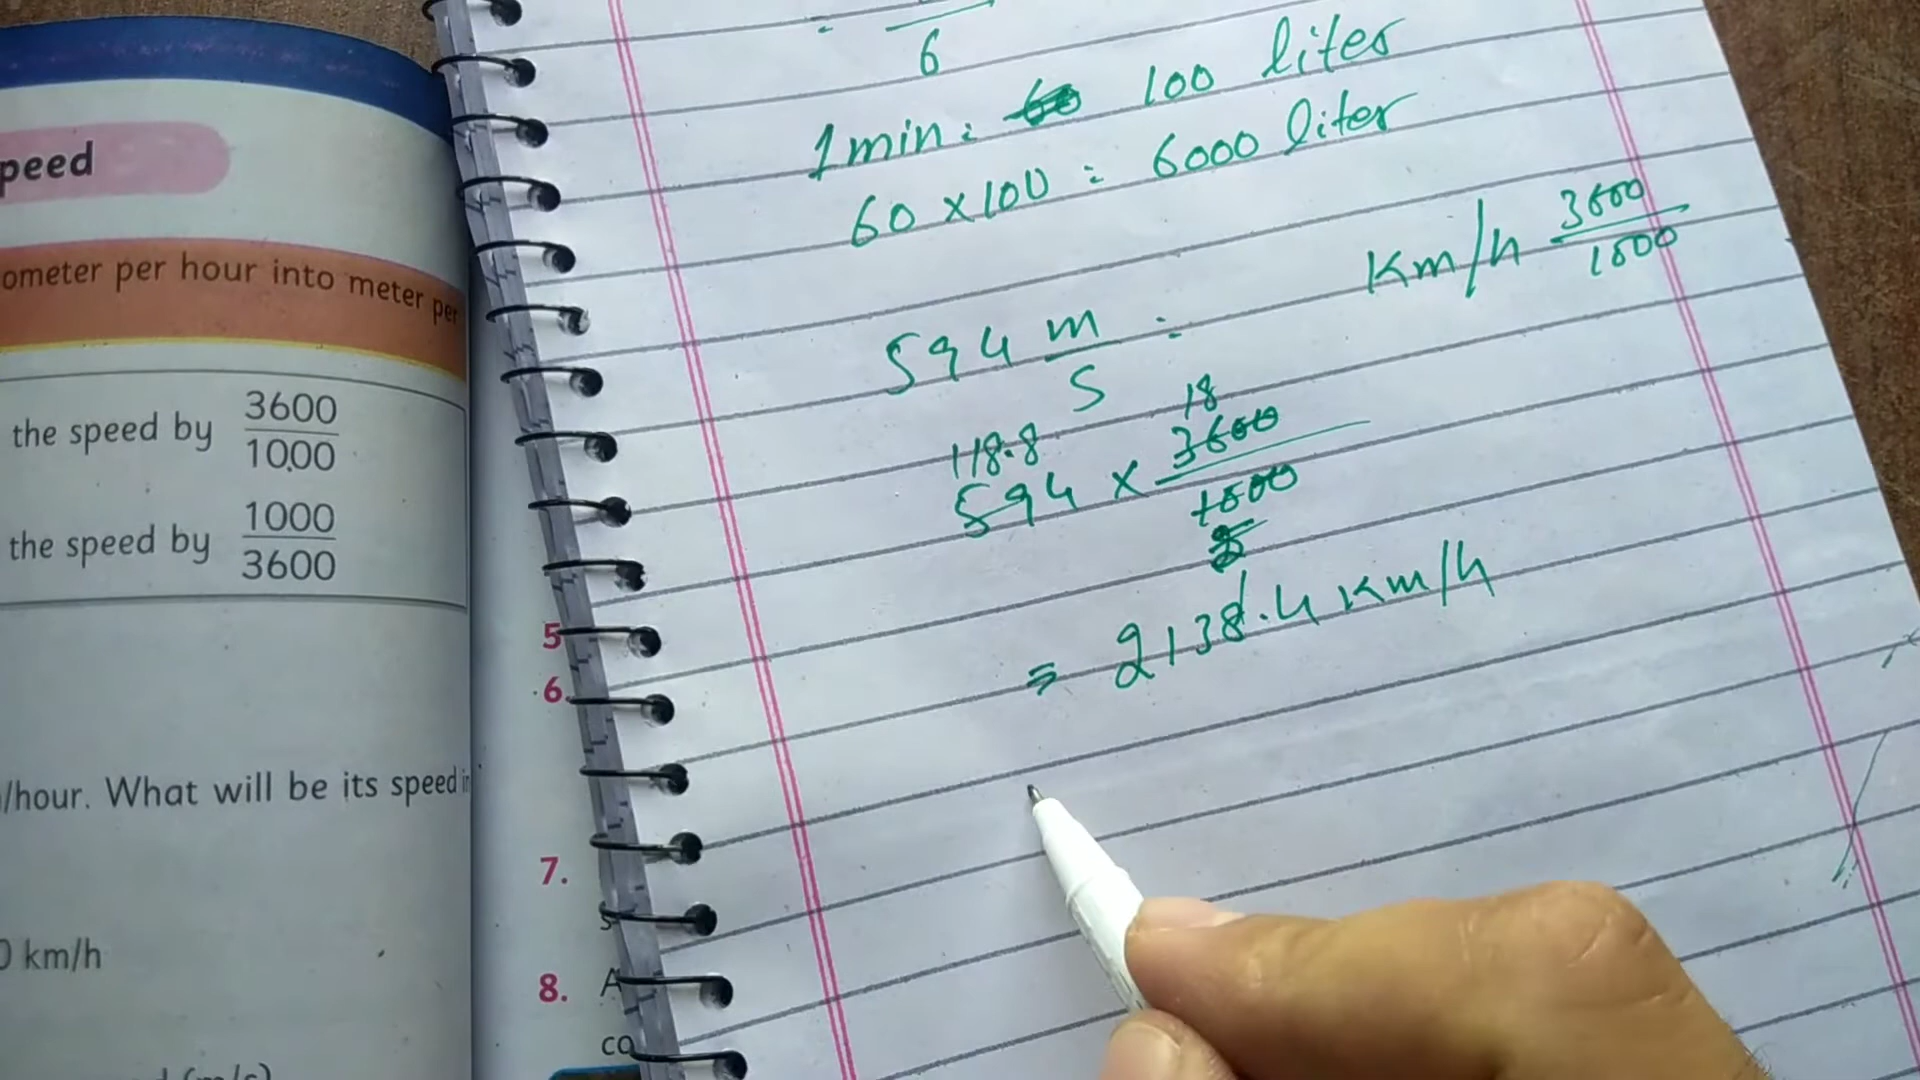 peed
ometer per hour into meter per
the speed by 3600
1000
the speed by 1000
3600
/hour. What will be its speed
0 km/h
5
6.
7.
s
8. A
co
6
1 min: 100 liter
60 x 100 : 6000 liter
Km/h 3600
1000
594 m :
S
118.8 18
594 x 3600
1000
5
= 2138.4 Km/h